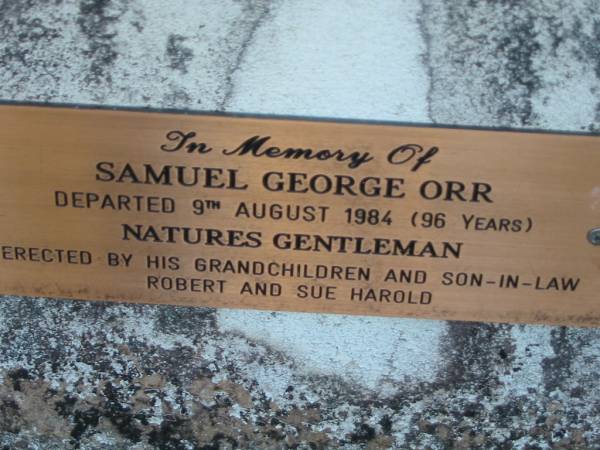 In Memory Of
SAMUEL GEORGE ORR
DEPARTED 9TH AUGUST 1984 (96 YEARS)
NATURES GENTLEMAN
ERECTED BY HIS GRANDCHILDREN AND SON-IN-LAW
ROBERT AND SUE HAROLD